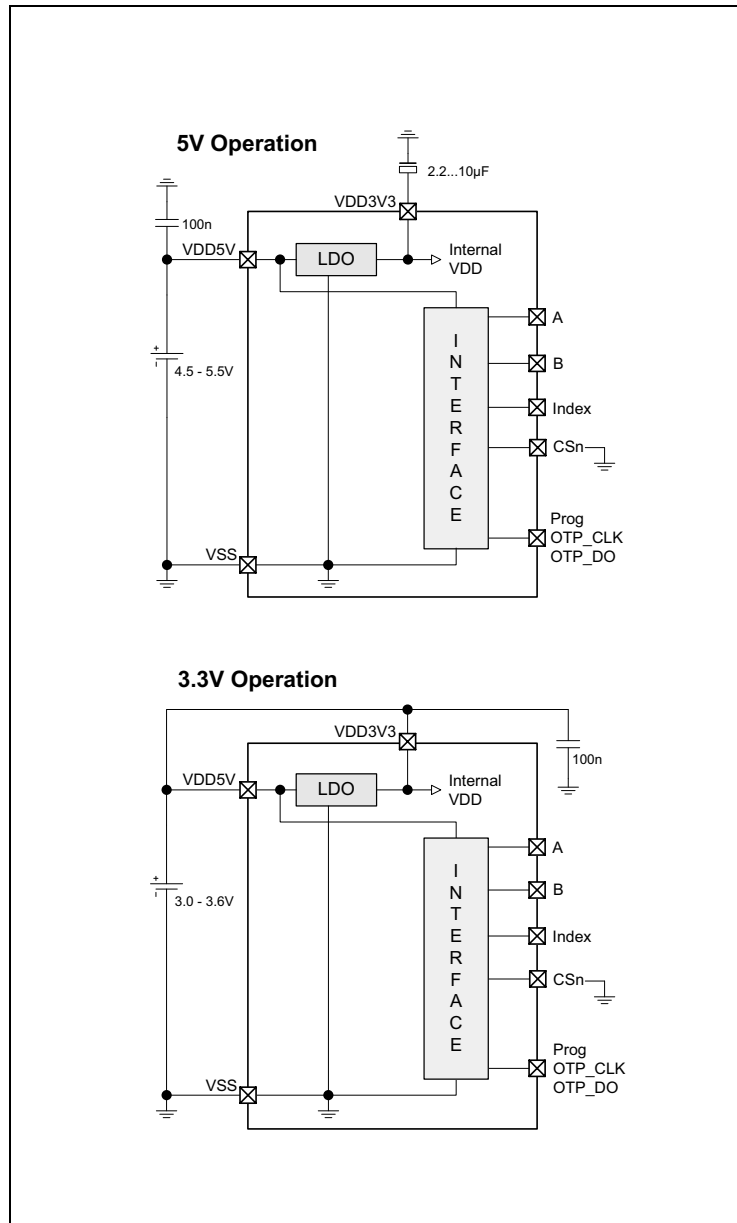 5V Operation
2.2...10µF
VDD3V3
100n
VDD5V
LDO
Internal
VDD
A
I
N
T
E
R
F
A
C
E
B
+
-
4.5 - 5.5V
Index
CSn
Prog
OTP_CLK
OTP_DO
VSS
3.3V Operation
VDD3V3
100n
VDD5V
LDO
Internal
VDD
A
I
N
T
E
R
F
A
C
E
B
+
-
3.0 - 3.6V
Index
CSn
Prog
OTP_CLK
OTP_DO
VSS